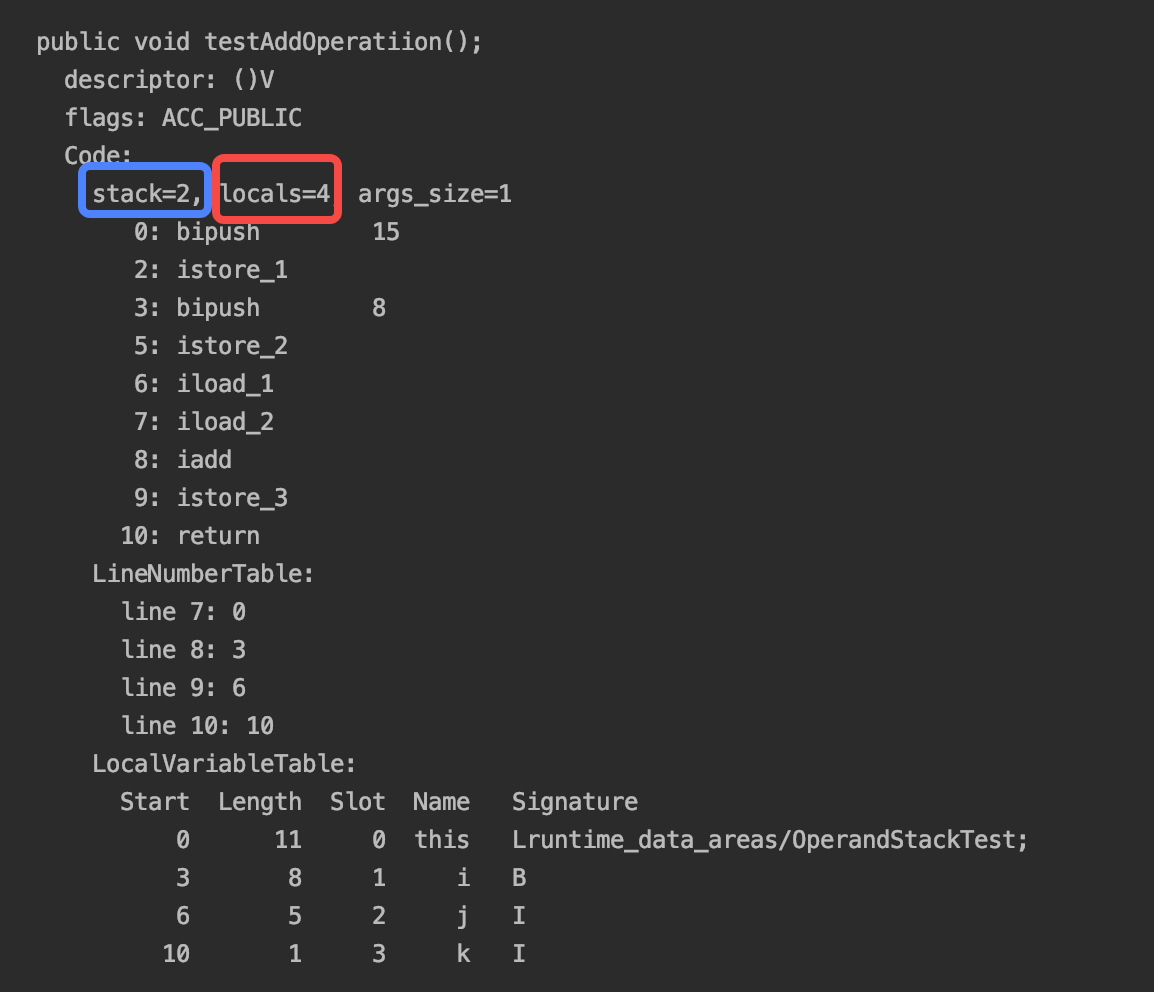 public void testAddOperatiion();
descriptor: ()V
flags: ACC_PUBLIC
Code:
stack=2, locals=4 args_size=1
0: bipush 15
2: istore_1
3: bipush 8
5: istore_2
6: iload_1
7: iload_2
8: iadd
9: istore_3
10: return
LineNumberTable:
line 7: 0
line 8: 3
line 9: 6
line 10: 10
LocalVariableTable:
Start Length Slot Name Signature
0 11 0 this Lruntime_data_areas/OperandStackTest;
3 8 1 i B
6 5 2 j I
10 1 3 k I